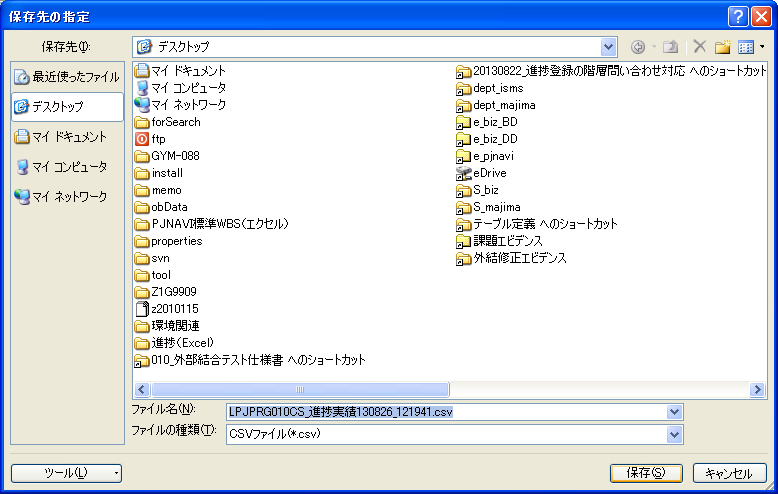 保存先の指定
保存先(I):
デスクトップ
最近使ったファイル
デスクトップ
マイ ドキュメント
マイ コンピュータ
マイ ネットワーク
マイ ドキュメント
マイ コンピュータ
マイ ネットワーク
forSearch
ftp
GYM-088
install
memo
obData
PJNAVI標準WBS(エクセル)
properties
svn
tool
Z1G9909
z2010115
環境関連
進捗(Excel)
010_外部結合テスト仕様書 へのショートカット
20130822_進捗登録の階層問い合わせ対応 へのショートカット
dept_isms
dept_majima
e_biz_BD
e_biz_DD
e_pjnavi
eDrive
S_biz
S_majima
テーブル定義 へのショートカット
課題エビデンス
外結修正エビデンス
ファイル名(N):
LPJPRG010CS_進捗実績130826_121941.csv
ファイルの種類(T):
CSVファイル(*.csv)
ツール(L)
保存(S)
キャンセル